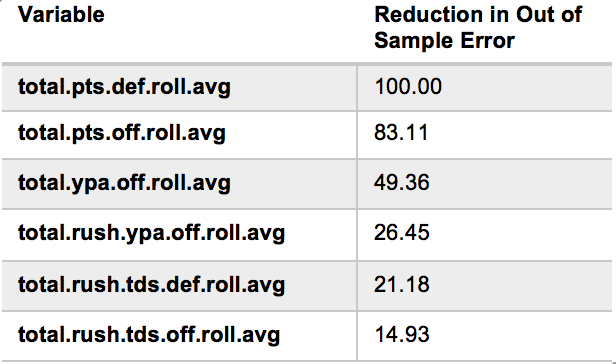 Variable Reduction in Out of
Sample Error
total.pts.def.roll.avg 100.00
total.pts.off.roll.avg 83.11
total.ypa.off.roll.avg 49.36
total.rush.ypa.off.roll.avg 26.45
total.rush.tds.def.roll.avg 21.18
total.rush.tds.off.roll.avg 14.93